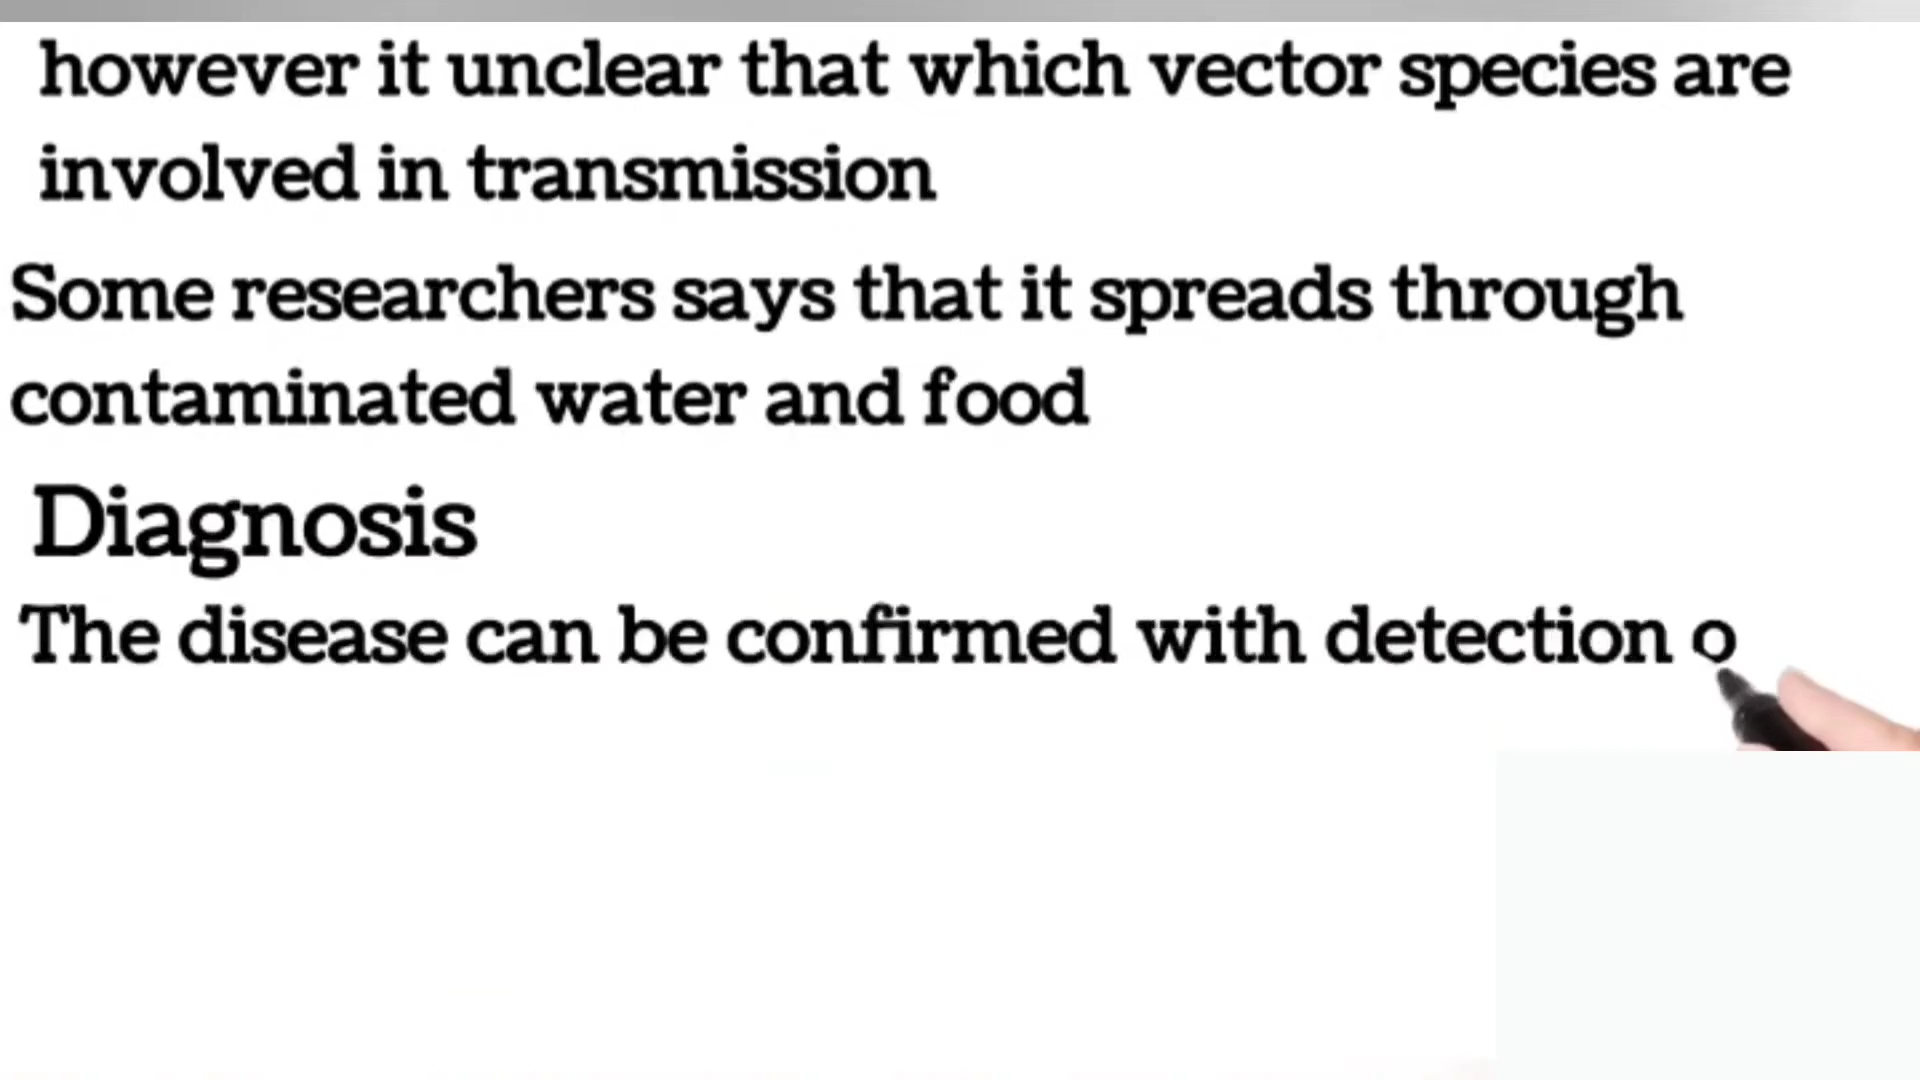 however it unclear that which vector species are
involved in transmission
Some researchers says that it spreads through
contaminated water and food
Diagnosis
The disease can be confirmed with detection o